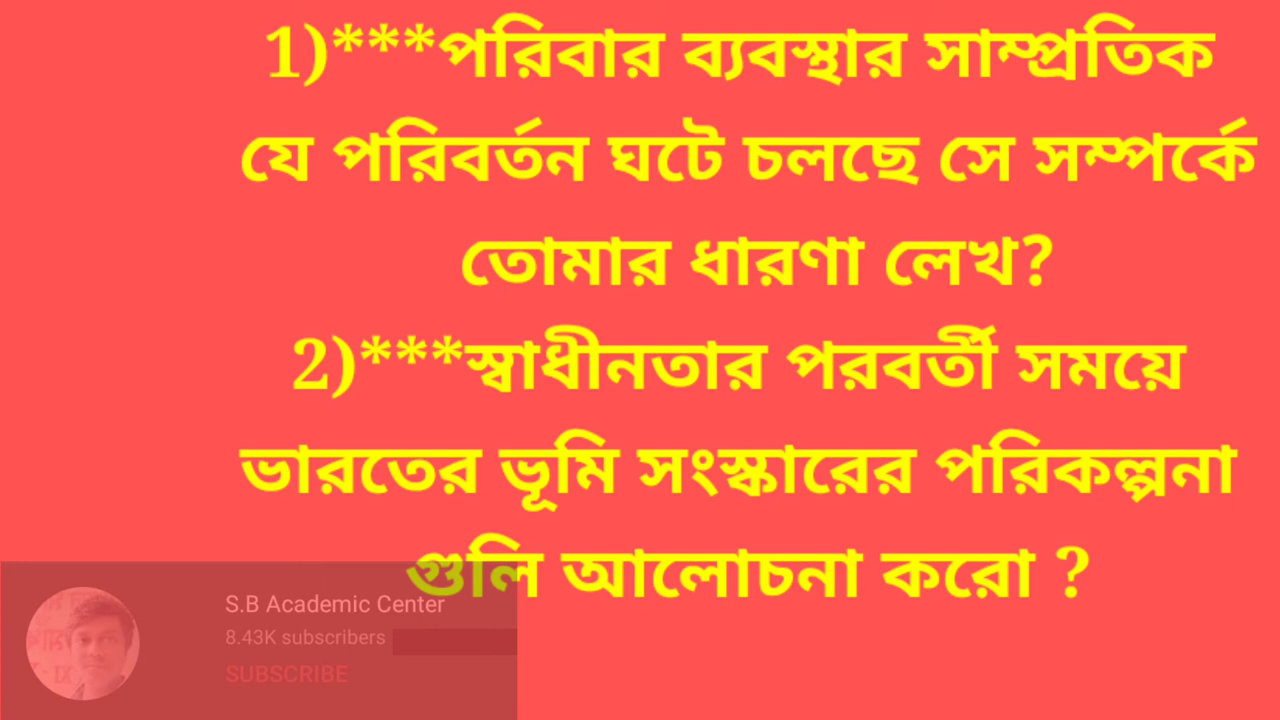 1)***পরিবার ব্যবস্থার সাম্প্রতিক
যে পরিবর্তন ঘটে চলছে সে সম্পর্কে
তোমার ধারণা লেখ?
2)***স্বাধীনতার পরবর্তী সময়ে
ভারতের ভূমি সংস্কারের পরিকল্পনা
গুলি আলোচনা করো ?
S.B Academic Center
8.43K subscribers
SUBSCRIBE